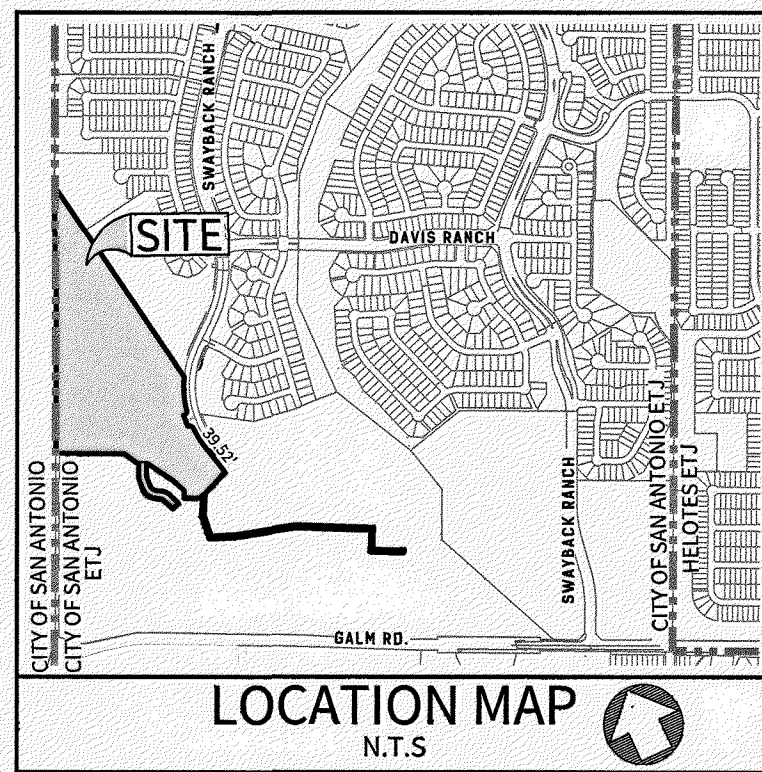 SWAYBACK RANCH
SITE
DAVIS RANCH
39.52'
CITY OF SAN ANTONIO
CITY OF SAN ANTONIO
ETJ
SWAYBACK RANCH
CITY OF SAN ANTONIO ETJ
HELOTES ETJ
GALM RD.
LOCATION MAP
N.T.S